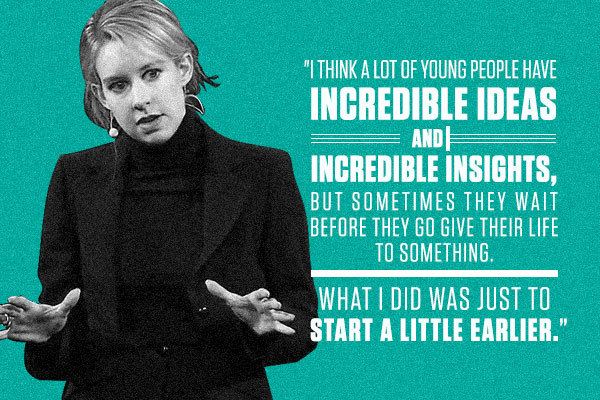 "I THINK A LOT OF YOUNG PEOPLE HAVE
INCREDIBLE IDEAS
AND
INCREDIBLE INSIGHTS,
BUT SOMETIMES THEY WAIT
BEFORE THEY GO GIVE THEIR LIFE
TO SOMETHING.
WHAT I DID WAS JUST TO
START A LITTLE EARLIER."